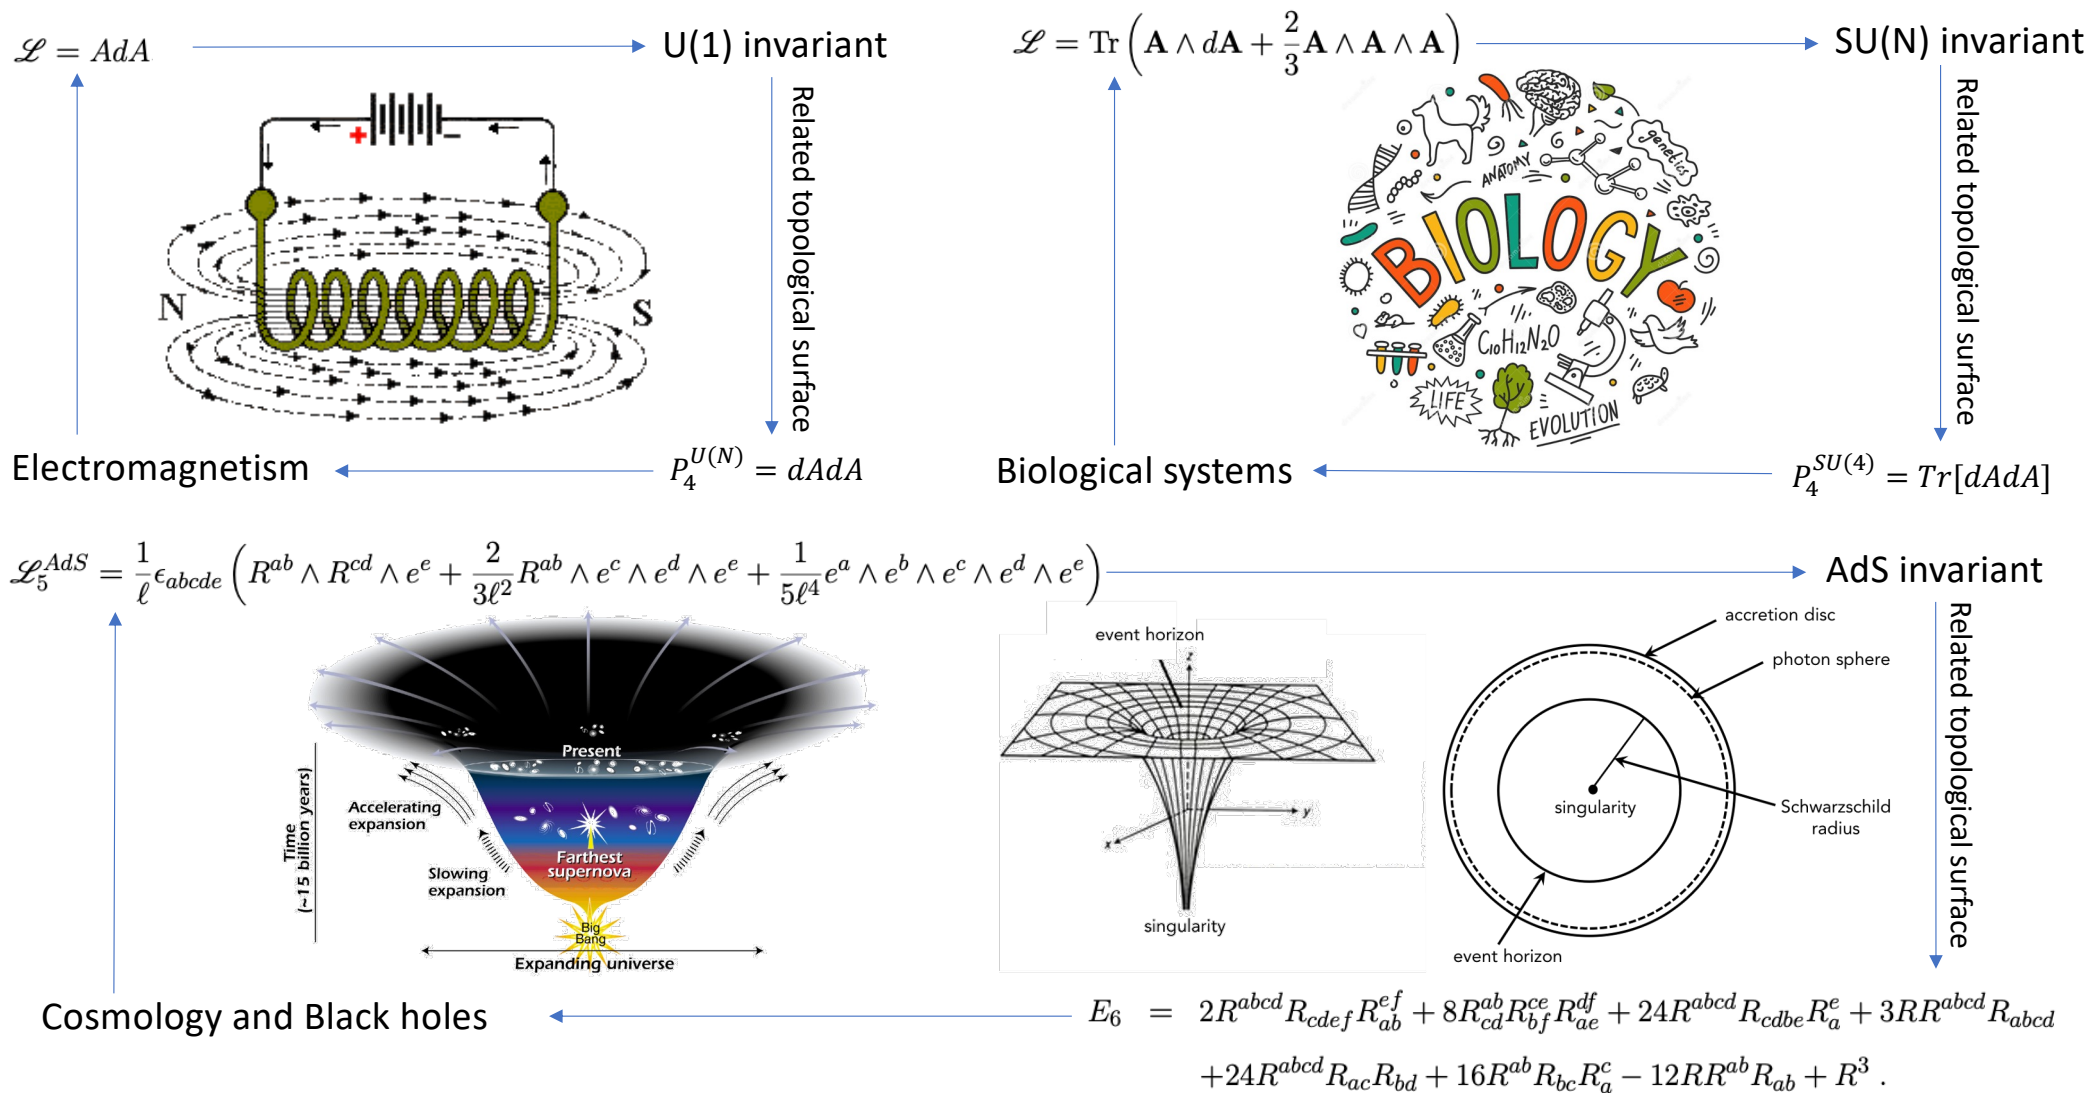 ℒ = AdA
U(1) invariant
Related topological surface
+ −
N
S
Electromagnetism
P_4^{U(N)} = dAdA
ℒ = Tr(𝐀 ∧ d𝐀 + 2/3 𝐀 ∧ 𝐀 ∧ 𝐀)
SU(N) invariant
Related topological surface
genetics
ANATOMY
BIOLOGY
C10H12N2O
LIFE
EVOLUTION
Biological systems
P_4^{SU(4)} = Tr[dAdA]
ℒ_5^{AdS} = 1/ℓ ϵ_{abcde} (R^{ab} ∧ R^{cd} ∧ e^e + 2/3ℓ^2 R^{ab} ∧ e^c ∧ e^d ∧ e^e + 1/5ℓ^4 e^a ∧ e^b ∧ e^c ∧ e^d ∧ e^e)
AdS invariant
Related topological surface
Present
Accelerating
expansion
Slowing
expansion
Farthest
supernova
Big
Bang
Expanding universe
Time
(~15 billion years)
event horizon
z
y
x
singularity
accretion disc
photon sphere
singularity
Schwarzschild
radius
event horizon
Cosmology and Black holes
E_6 = 2R^{abcd}R_{cdef}R_{ab}^{ef} + 8R_{cd}^{ab}R_{bf}^{ce}R_{ae}^{df} + 24R^{abcd}R_{cdbe}R_a^e + 3RR^{abcd}R_{abcd}
+24R^{abcd}R_{ac}R_{bd} + 16R^{ab}R_{bc}R_a^c − 12RR^{ab}R_{ab} + R^3 .